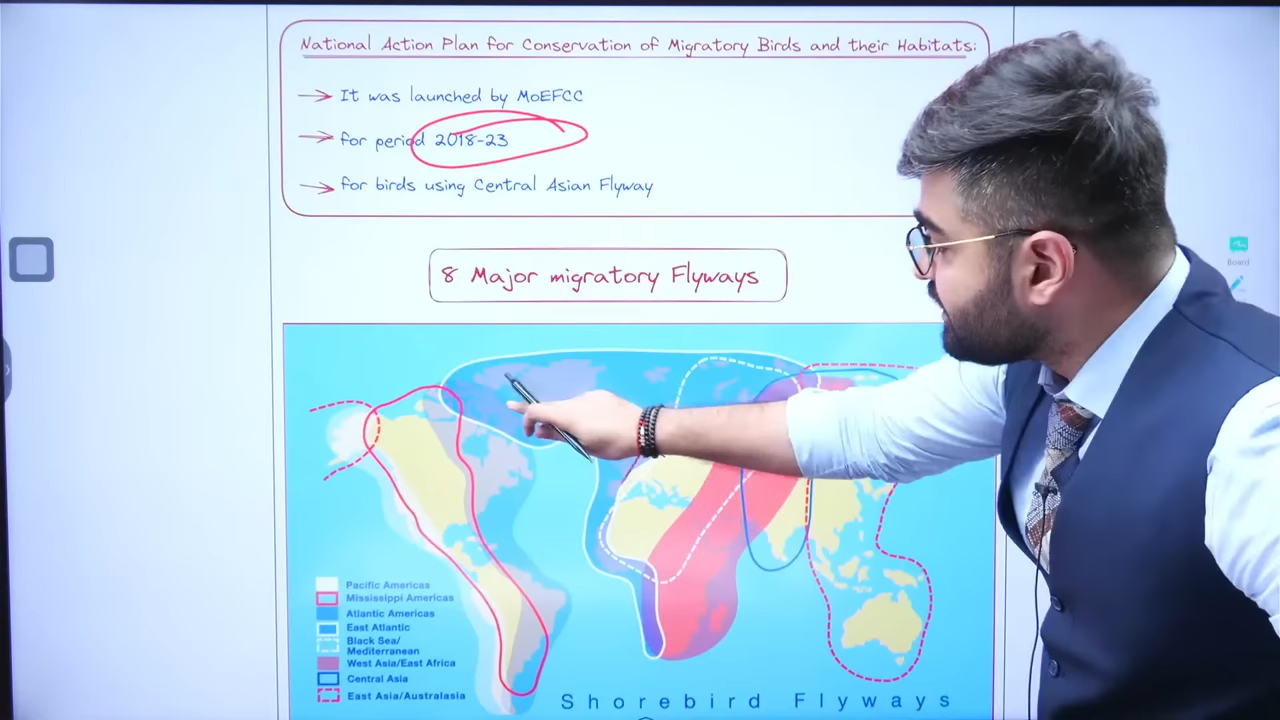 National Action Plan for Conservation of Migratory Birds and their Habitats:
→ It was launched by MoEFCC
→ for period 2018-23
→ for birds using Central Asian Flyway
8 Major migratory Flyways
Board
Pacific Americas
Mississippi Americas
Atlantic Americas
East Atlantic
Black Sea/
Mediterranean
West Asia/East Africa
Central Asia
East Asia/Australasia
Shorebird Flyways